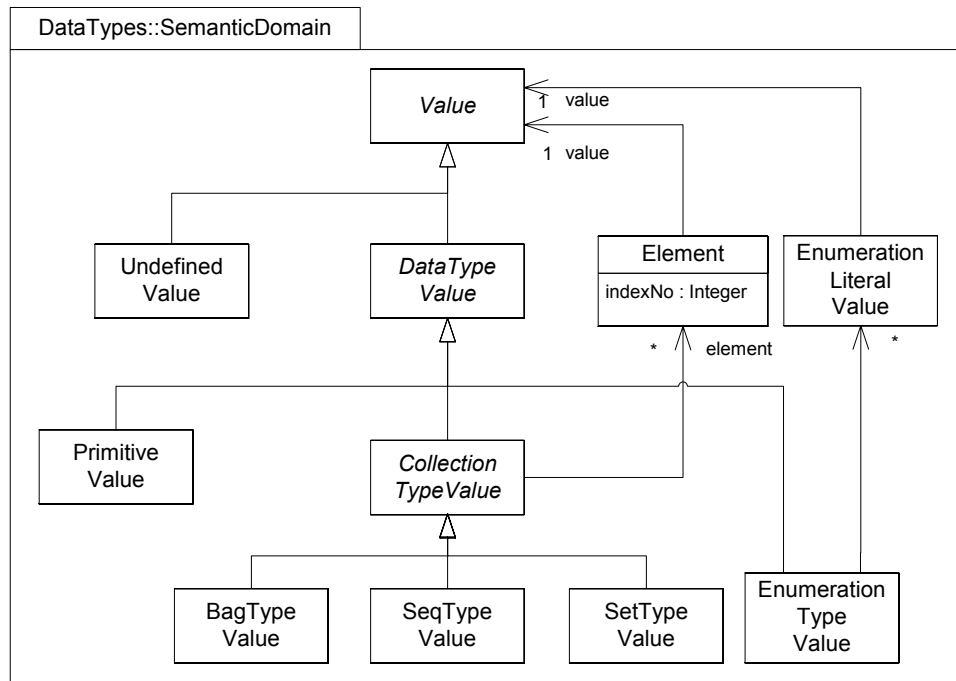 DataTypes::SemanticDomain
Value
1 value
1 value
Undefined
Value
DataType
Value
Element
indexNo : Integer
Enumeration
Literal
Value
* element
*
Primitive
Value
Collection
TypeValue
BagType
Value
SeqType
Value
SetType
Value
Enumeration
Type
Value